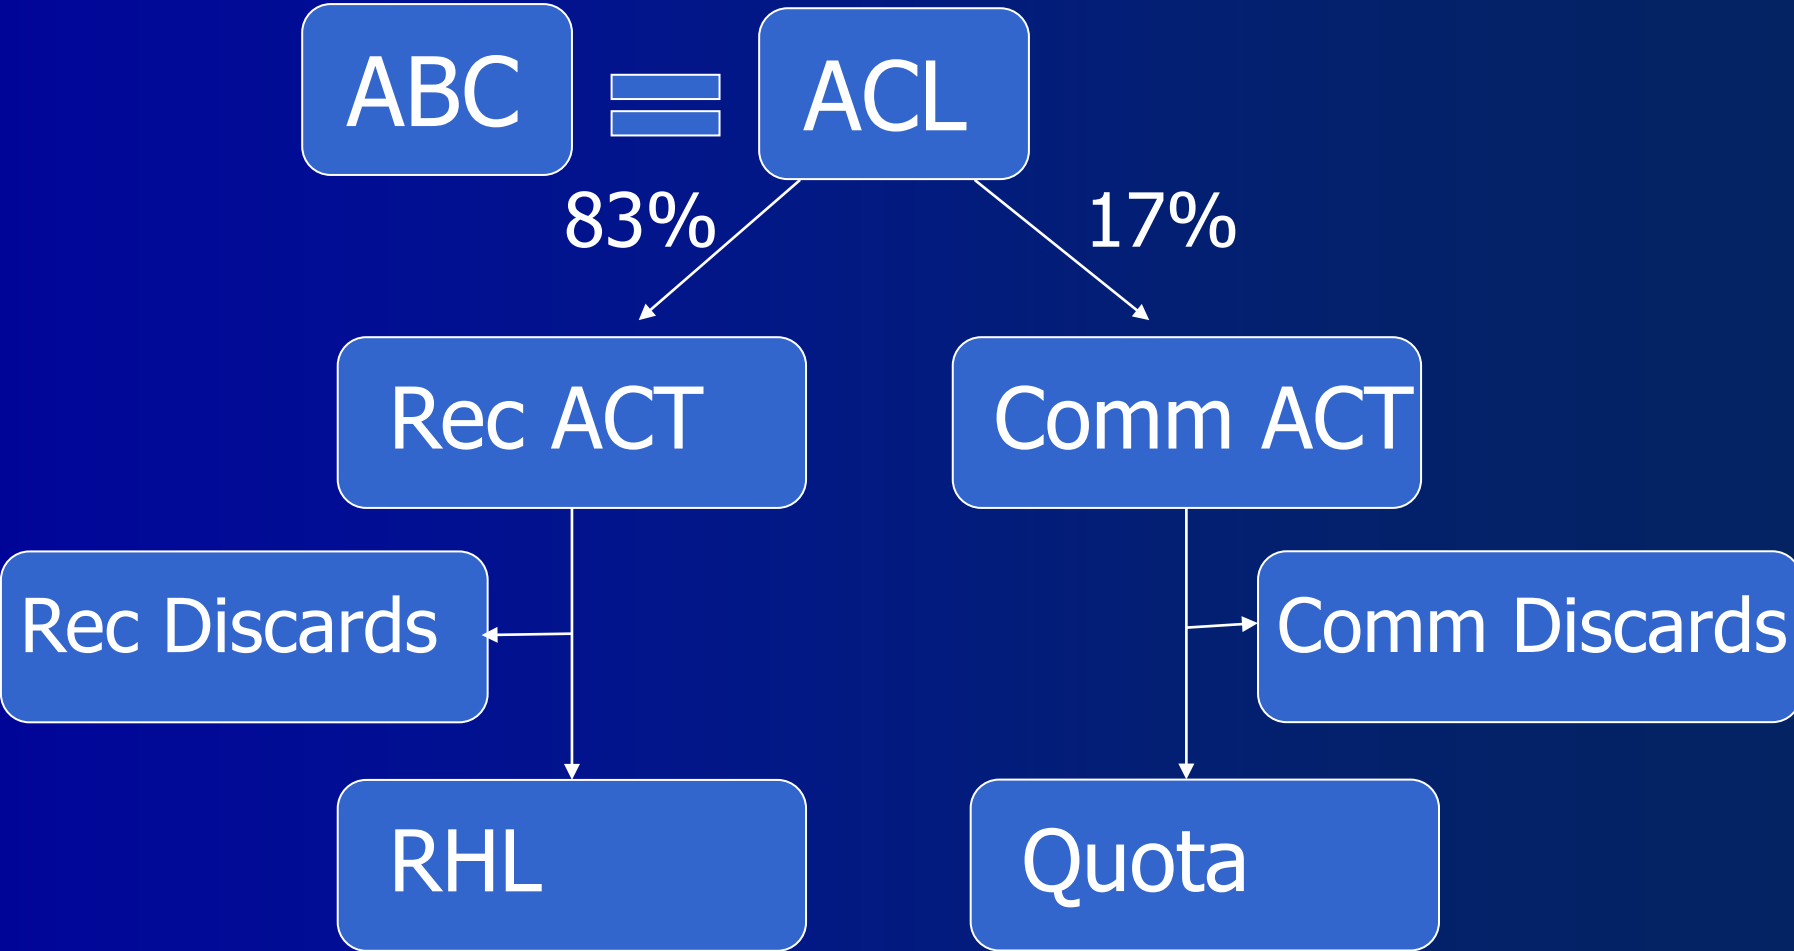 ABC
ACL
83%
17%
Rec ACT
Comm ACT
Rec Discards
Comm Discards
RHL
Quota